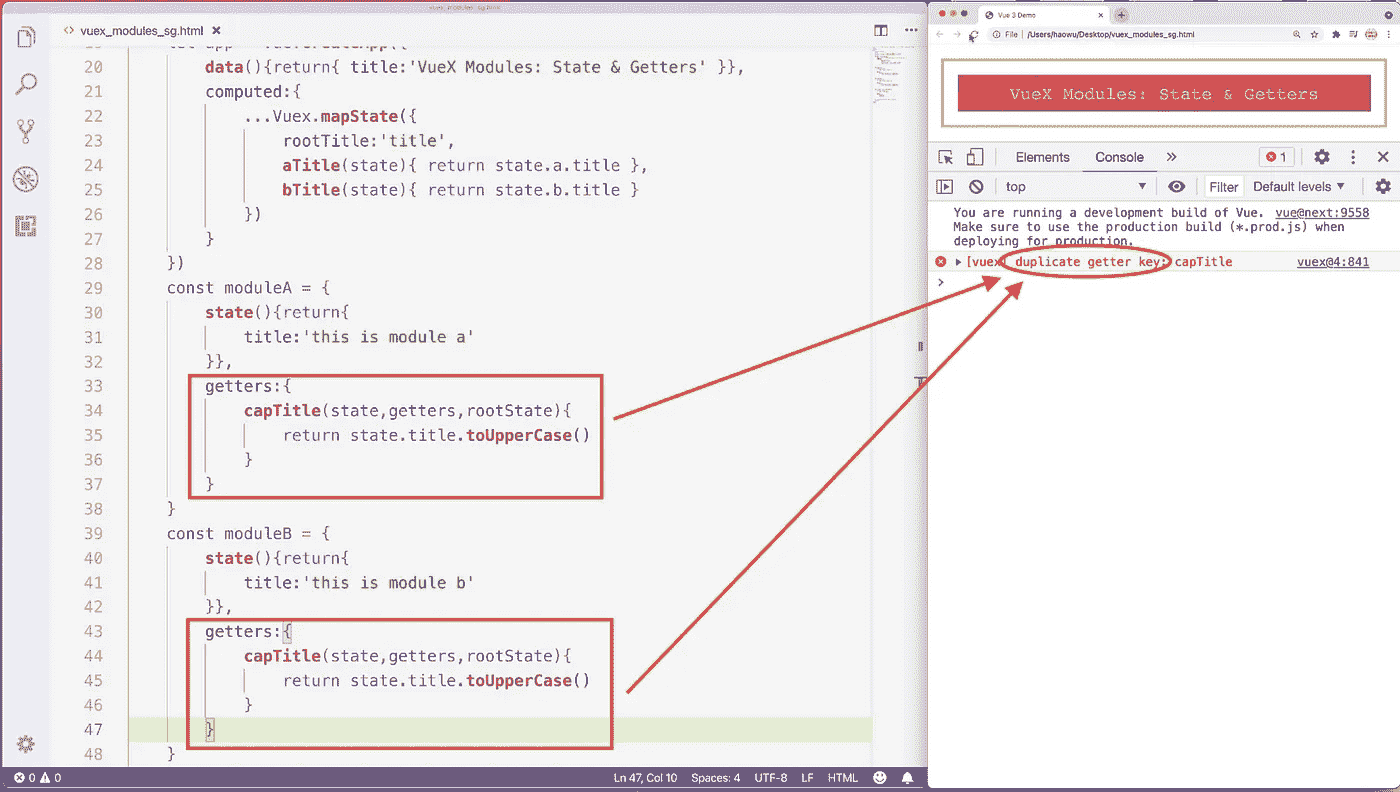 vuex_modules_sg.html
20 data(){return{ title:'VueX Modules: State & Getters' }},
21 computed:{
22 ...Vuex.mapState({
23 rootTitle:'title',
24 aTitle(state){ return state.a.title },
25 bTitle(state){ return state.b.title }
26 })
27 }
28 })
29 const moduleA = {
30 state(){return{
31 title:'this is module a'
32 }},
33 getters:{
34 capTitle(state,getters,rootState){
35 return state.title.toUpperCase()
36 }
37 }
38 }
39 const moduleB = {
40 state(){return{
41 title:'this is module b'
42 }},
43 getters:{
44 capTitle(state,getters,rootState){
45 return state.title.toUpperCase()
46 }
47 }
48 }
0 0 Ln 47, Col 10 Spaces: 4 UTF-8 LF HTML
Vue 3 Demo
File /Users/haowu/Desktop/vuex_modules_sg.html
VueX Modules: State & Getters
Elements Console 1
top Filter Default levels
You are running a development build of Vue. vue@next:9558
Make sure to use the production build (*.prod.js) when
deploying for production.
[vuex] duplicate getter key: capTitle vuex@4:841